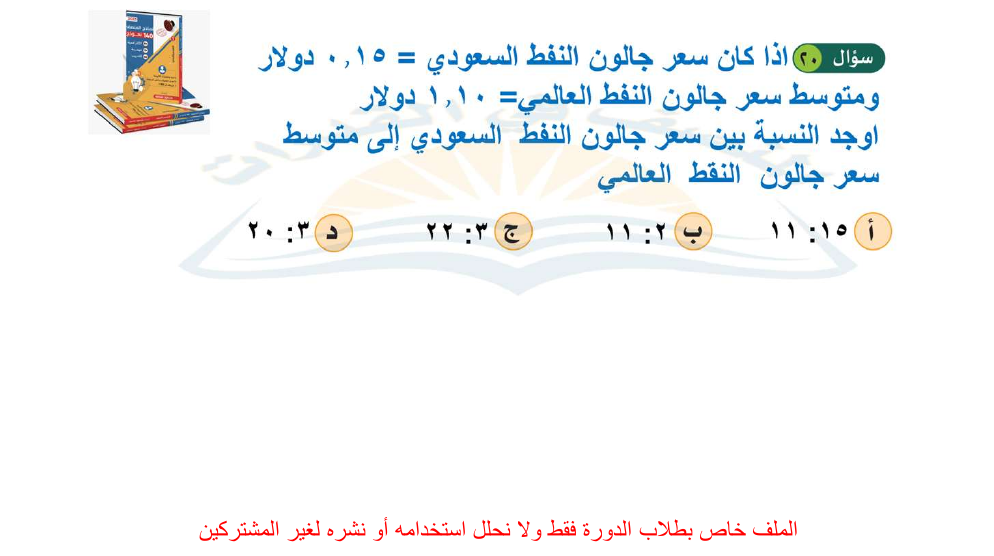 سؤال ٢٠ اذا كان سعر جالون النفط السعودي = ٠,١٥ دولار
ومتوسط سعر جالون النفط العالمي= ١,١٠ دولار
اوجد النسبة بين سعر جالون النفط السعودي إلى متوسط
سعر جالون النقط العالمي
أ ١٥: ١١ ب ٢: ١١ ج ٣: ٢٢ د ٣: ٢٠
الملف خاص بطلاب الدورة فقط ولا نحلل استخدامه أو نشره لغير المشتركين